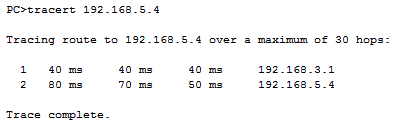 PC>tracert 192.168.5.4
Tracing route to 192.168.5.4 over a maximum of 30 hops:
1 40 ms 40 ms 40 ms 192.168.3.1
2 80 ms 70 ms 50 ms 192.168.5.4
Trace complete.